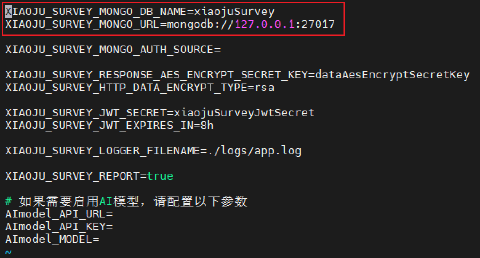 XIAOJU_SURVEY_MONGO_DB_NAME=xiaojuSurvey
XIAOJU_SURVEY_MONGO_URL=mongodb://127.0.0.1:27017
XIAOJU_SURVEY_MONGO_AUTH_SOURCE=
XIAOJU_SURVEY_RESPONSE_AES_ENCRYPT_SECRET_KEY=dataAesEncryptSecretKey
XIAOJU_SURVEY_HTTP_DATA_ENCRYPT_TYPE=rsa
XIAOJU_SURVEY_JWT_SECRET=xiaojuSurveyJwtSecret
XIAOJU_SURVEY_JWT_EXPIRES_IN=8h
XIAOJU_SURVEY_LOGGER_FILENAME=./logs/app.log
XIAOJU_SURVEY_REPORT=true
# 如果需要启用AI模型，请配置以下参数
AImodel_API_URL=
AImodel_API_KEY=
AImodel_MODEL=
~